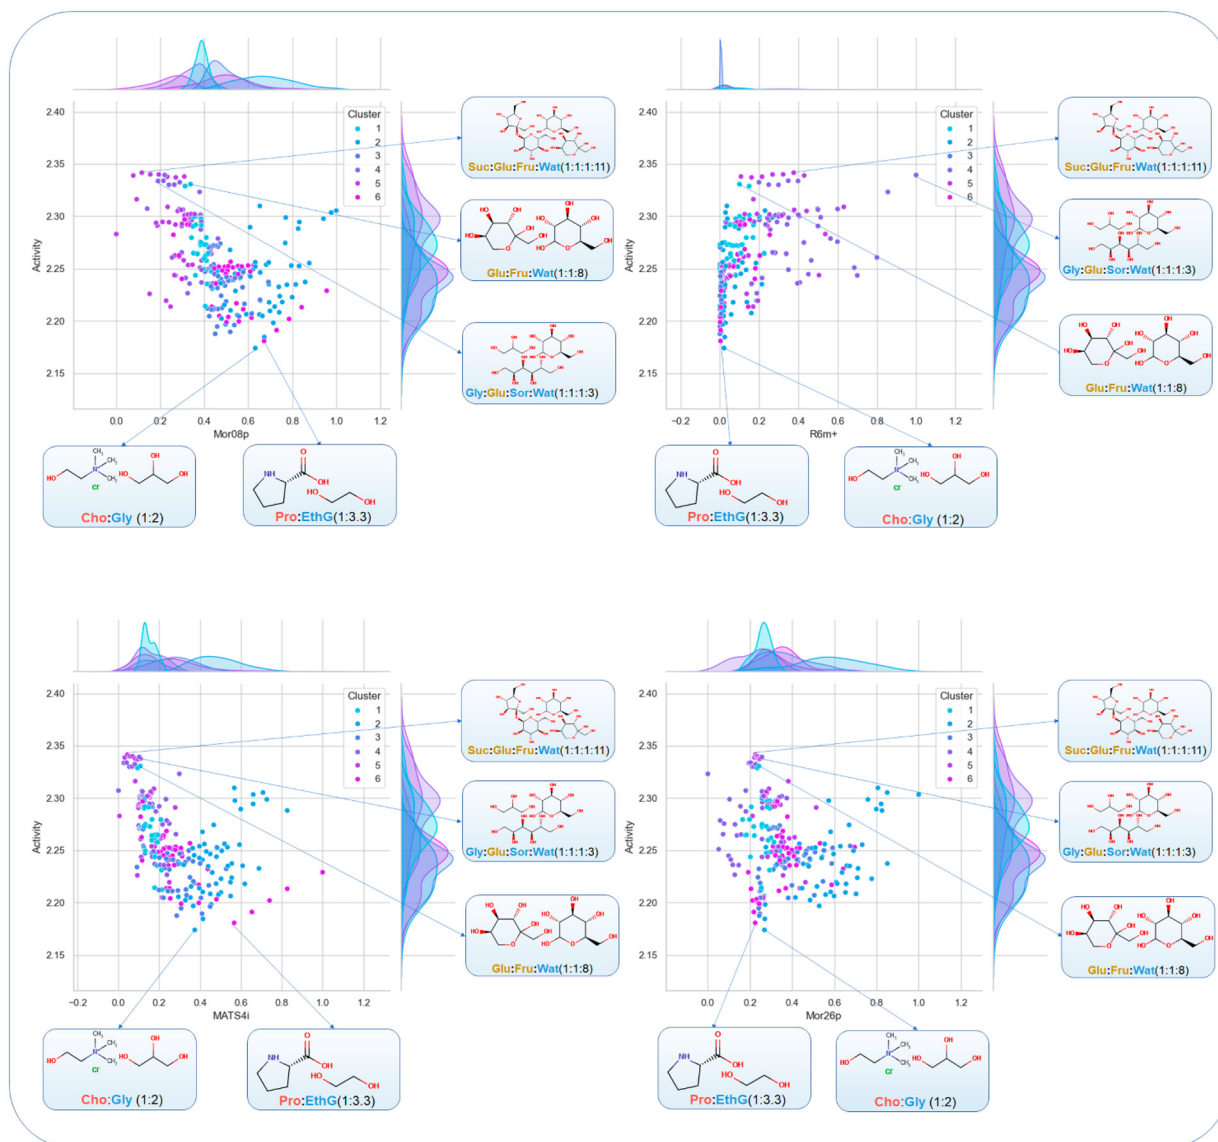 2.40
2.35
2.30
2.25
2.20
2.15
Activity
0.0 0.2 0.4 0.6 0.8 1.0 1.2
Mor08p
Cluster
1
2
3
4
5
6
Suc:Glu:Fru:Wat(1:1:1:11)
Glu:Fru:Wat(1:1:8)
Gly:Glu:Sor:Wat(1:1:1:3)
Cho:Gly (1:2)
Pro:EthG(1:3.3)
2.40
2.35
2.30
2.25
2.20
2.15
Activity
−0.2 0.0 0.2 0.4 0.6 0.8 1.0 1.2
R6m+
Cluster
1
2
3
4
5
6
Suc:Glu:Fru:Wat(1:1:1:11)
Gly:Glu:Sor:Wat(1:1:1:3)
Glu:Fru:Wat(1:1:8)
Pro:EthG(1:3.3)
Cho:Gly (1:2)
2.40
2.35
2.30
2.25
2.20
2.15
Activity
−0.2 0.0 0.2 0.4 0.6 0.8 1.0 1.2
MATS4i
Cluster
1
2
3
4
5
6
Suc:Glu:Fru:Wat(1:1:1:11)
Gly:Glu:Sor:Wat(1:1:1:3)
Glu:Fru:Wat(1:1:8)
Cho:Gly (1:2)
Pro:EthG(1:3.3)
2.40
2.35
2.30
2.25
2.20
2.15
Activity
0.0 0.2 0.4 0.6 0.8 1.0 1.2
Mor26p
Cluster
1
2
3
4
5
6
Suc:Glu:Fru:Wat(1:1:1:11)
Gly:Glu:Sor:Wat(1:1:1:3)
Glu:Fru:Wat(1:1:8)
Pro:EthG(1:3.3)
Cho:Gly (1:2)